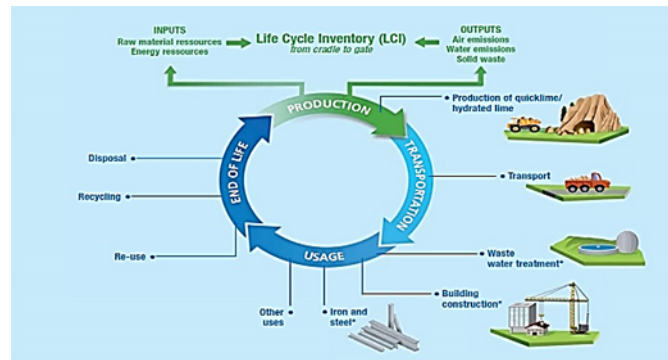 INPUTS
Raw material ressources
Energy ressources
Life Cycle Inventory (LCI)
from cradle to gate
OUTPUTS
Air emissions
Water emissions
Solid waste
PRODUCTION
Production of quicklime/
hydrated lime
TRANSPORTATION
Transport
USAGE
Waste
water treatment*
Building
construction*
Iron and
steel*
Other
uses
END OF LIFE
Re-use
Recycling
Disposal